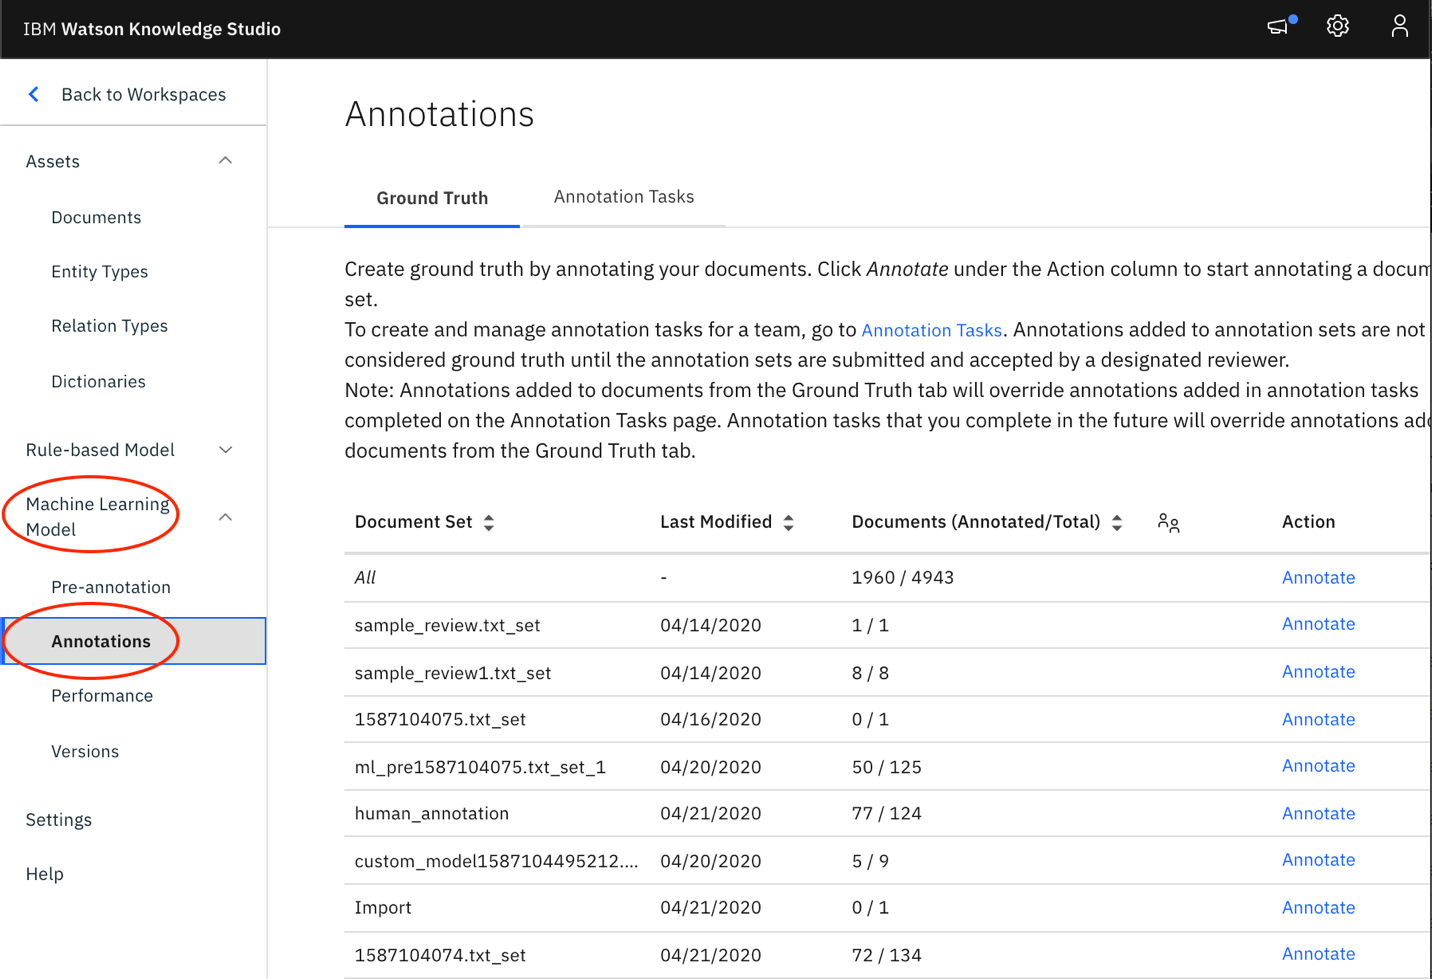 IBM Watson Knowledge Studio
Back to Workspaces
Assets
Documents
Entity Types
Relation Types
Dictionaries
Rule-based Model
Machine Learning
Model
Pre-annotation
Annotations
Performance
Versions
Settings
Help
Annotations
Ground Truth Annotation Tasks
Create ground truth by annotating your documents. Click Annotate under the Action column to start annotating a docum
set.
To create and manage annotation tasks for a team, go to Annotation Tasks. Annotations added to annotation sets are not
considered ground truth until the annotation sets are submitted and accepted by a designated reviewer.
Note: Annotations added to documents from the Ground Truth tab will override annotations added in annotation tasks
completed on the Annotation Tasks page. Annotation tasks that you complete in the future will override annotations add
documents from the Ground Truth tab.
Document Set Last Modified Documents (Annotated/Total) Action
All - 1960 / 4943 Annotate
sample_review.txt_set 04/14/2020 1 / 1 Annotate
sample_review1.txt_set 04/14/2020 8 / 8 Annotate
1587104075.txt_set 04/16/2020 0 / 1 Annotate
ml_pre1587104075.txt_set_1 04/20/2020 50 / 125 Annotate
human_annotation 04/21/2020 77 / 124 Annotate
custom_model1587104495212.... 04/20/2020 5 / 9 Annotate
Import 04/21/2020 0 / 1 Annotate
1587104074.txt_set 04/21/2020 72 / 134 Annotate